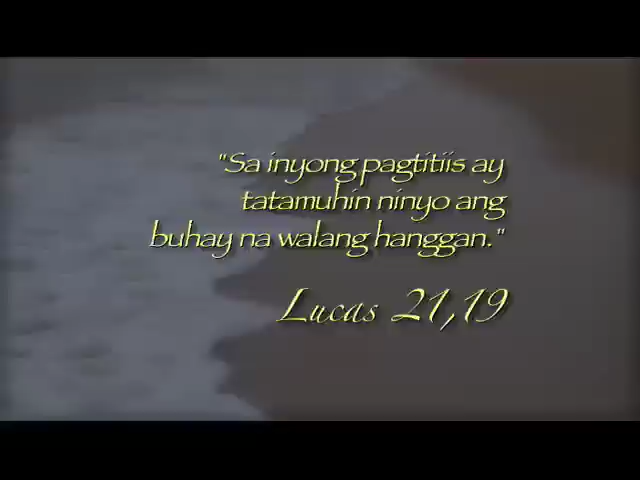 "Sa inyong pagtitiis ay
tatamuhin ninyo ang
buhay na walang hanggan."
Lucas 21,19